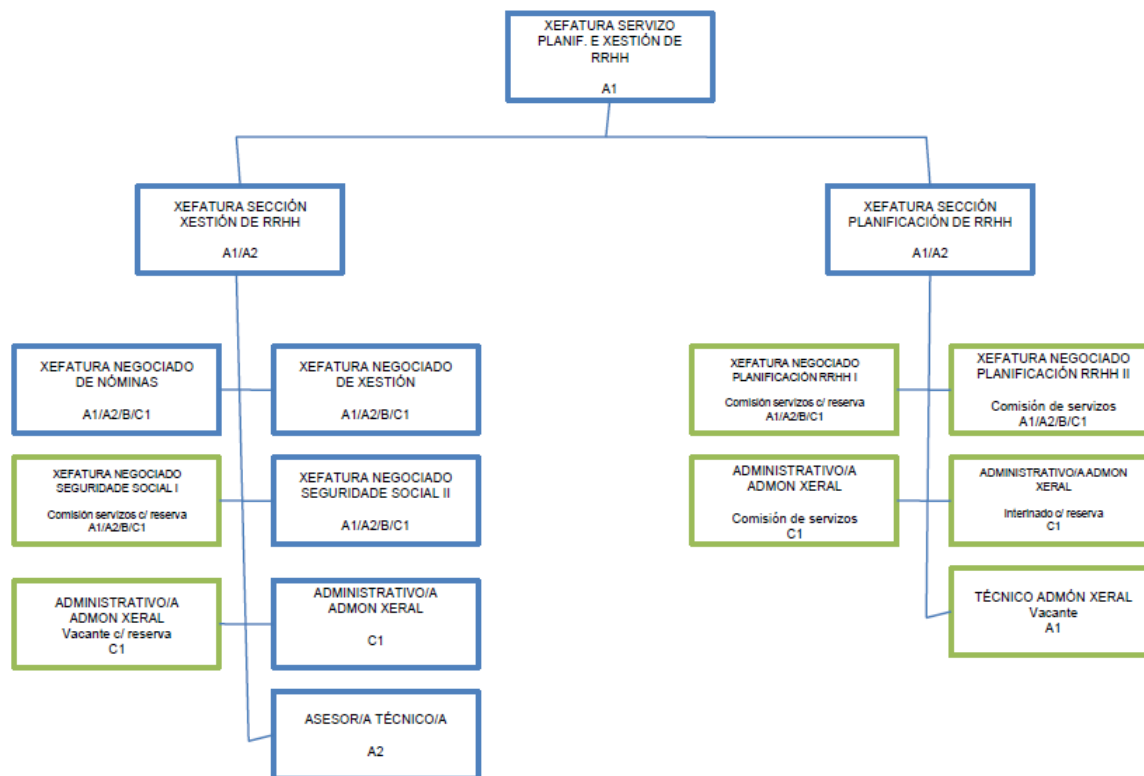 XEFATURA SERVIZO
PLANIF. E XESTIÓN DE
RRHH
A1
XEFATURA SECCIÓN
XESTIÓN DE RRHH
A1/A2
XEFATURA SECCIÓN
PLANIFICACIÓN DE RRHH
A1/A2
XEFATURA NEGOCIADO
DE NÓMINAS
A1/A2/B/C1
XEFATURA NEGOCIADO
DE XESTIÓN
A1/A2/B/C1
XEFATURA NEGOCIADO
PLANIFICACIÓN RRHH I
Comisión servizos c/ reserva
A1/A2/B/C1
XEFATURA NEGOCIADO
PLANIFICACIÓN RRHH II
Comisión de servizos
A1/A2/B/C1
XEFATURA NEGOCIADO
SEGURIDADE SOCIAL I
Comisión servizos c/ reserva
A1/A2/B/C1
XEFATURA NEGOCIADO
SEGURIDADE SOCIAL II
A1/A2/B/C1
ADMINISTRATIVO/A
ADMON XERAL
Comisión de servizos
C1
ADMINISTRATIVO/A ADMON
XERAL
Interinado c/ reserva
C1
ADMINISTRATIVO/A
ADMON XERAL
Vacante c/ reserva
C1
ADMINISTRATIVO/A
ADMON XERAL
C1
TÉCNICO ADMÓN XERAL
Vacante
A1
ASESOR/A TÉCNICO/A
A2